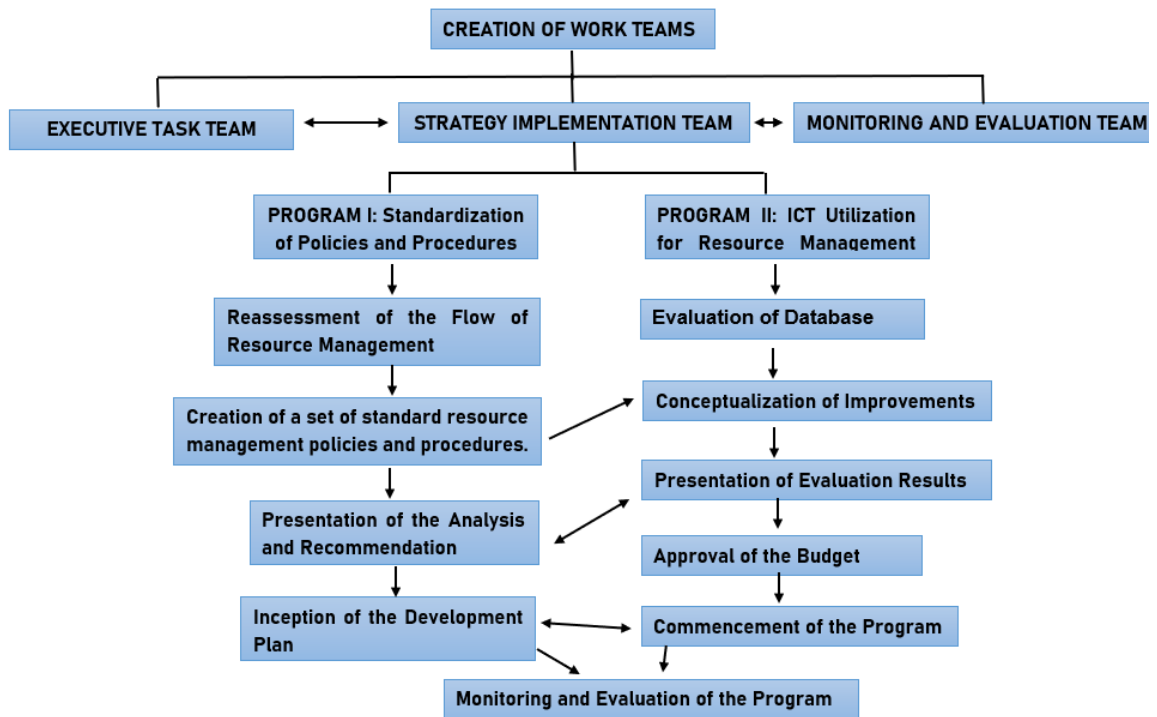 CREATION OF WORK TEAMS
EXECUTIVE TASK TEAM
STRATEGY IMPLEMENTATION TEAM
MONITORING AND EVALUATION TEAM
PROGRAM I: Standardization
of Policies and Procedures
PROGRAM II: ICT Utilization
for Resource Management
Reassessment of the Flow of
Resource Management
Evaluation of Database
Creation of a set of standard resource
management policies and procedures.
Conceptualization of Improvements
Presentation of the Analysis
and Recommendation
Presentation of Evaluation Results
Approval of the Budget
Inception of the Development
Plan
Commencement of the Program
Monitoring and Evaluation of the Program